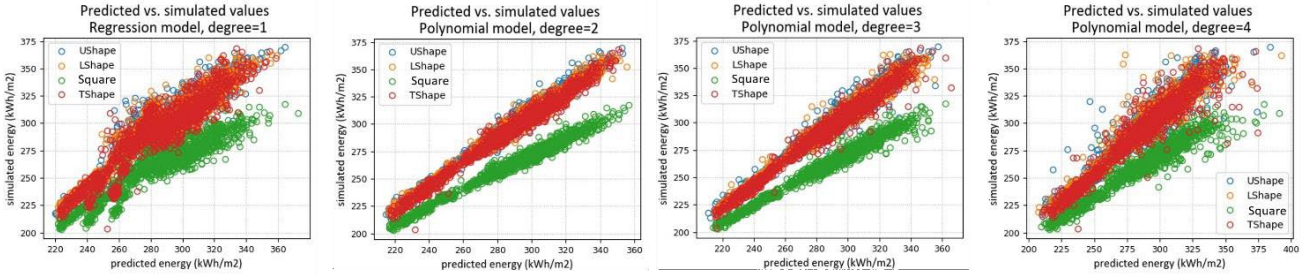 Predicted vs. simulated values
Regression model, degree=1
375
350
325
300
275
250
225
200
simulated energy (kWh/m2)
UShape
LShape
Square
TShape
220 240 260 280 300 320 340 360
predicted energy (kWh/m2)
Predicted vs. simulated values
Polynomial model, degree=2
375
350
325
300
275
250
225
200
simulated energy (kWh/m2)
UShape
LShape
Square
TShape
220 240 260 280 300 320 340 360
predicted energy (kWh/m2)
Predicted vs. simulated values
Polynomial model, degree=3
375
350
325
300
275
250
225
200
simulated energy (kWh/m2)
UShape
LShape
Square
TShape
220 240 260 280 300 320 340 360
predicted energy (kWh/m2)
Predicted vs. simulated values
Polynomial model, degree=4
375
350
325
300
275
250
225
200
simulated energy (kWh/m2)
UShape
LShape
Square
TShape
200 225 250 275 300 325 350 375 400
predicted energy (kWh/m2)